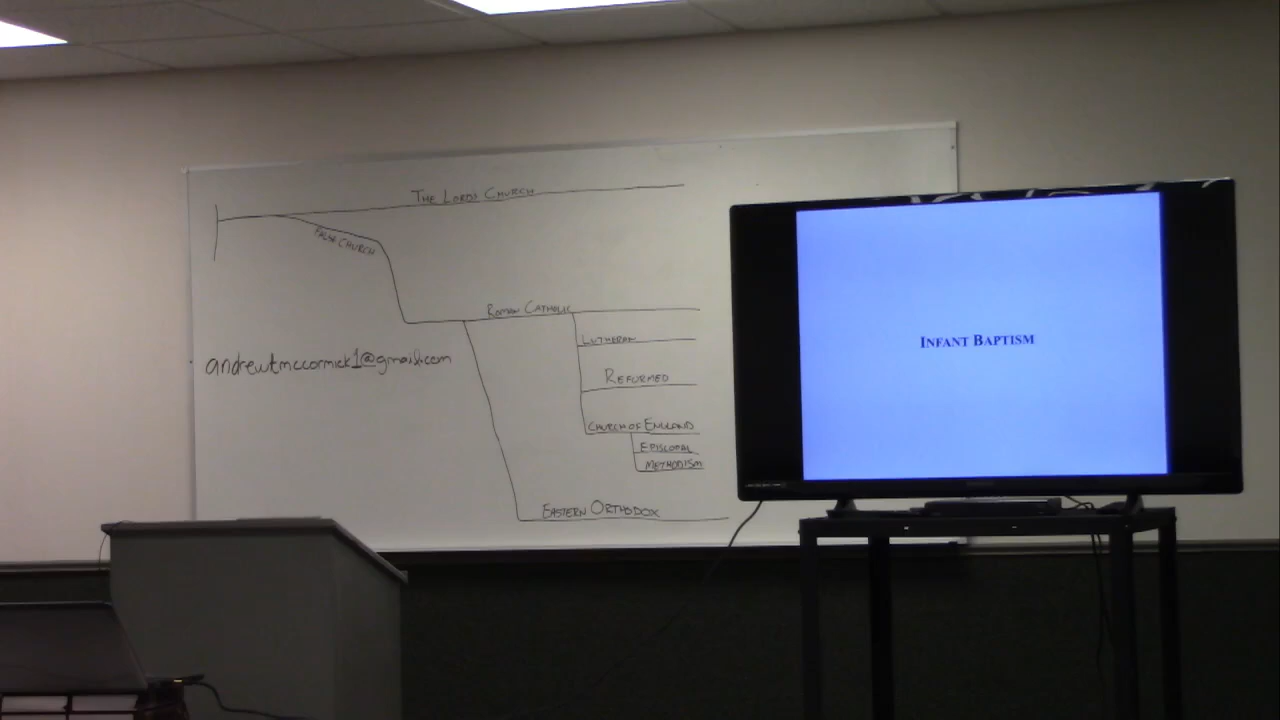 THE LORDS CHURCH
FALSE CHURCH
ROMAN CATHOLIC
LUTHERAN
andrewtmccormick1@gmail.com
REFORMED
CHURCH OF ENGLAND
EPISCOPAL
METHODISM
EASTERN ORTHODOX
INFANT BAPTISM